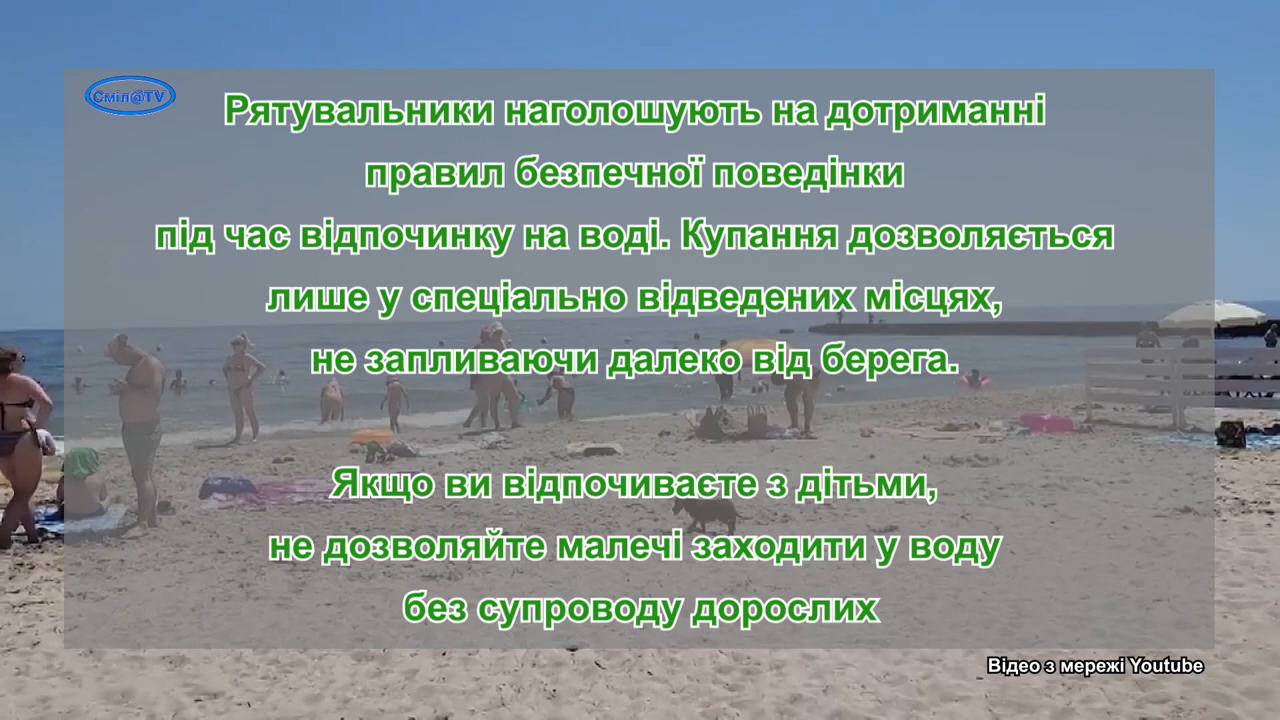 Сміл@TV
Рятувальники наголошують на дотриманні
правил безпечної поведінки
під час відпочинку на воді. Купання дозволяється
лише у спеціально відведених місцях,
не запливаючи далеко від берега.
Якщо ви відпочиваєте з дітьми,
не дозволяйте малечі заходити у воду
без супроводу дорослих
Відео з мережі Youtube